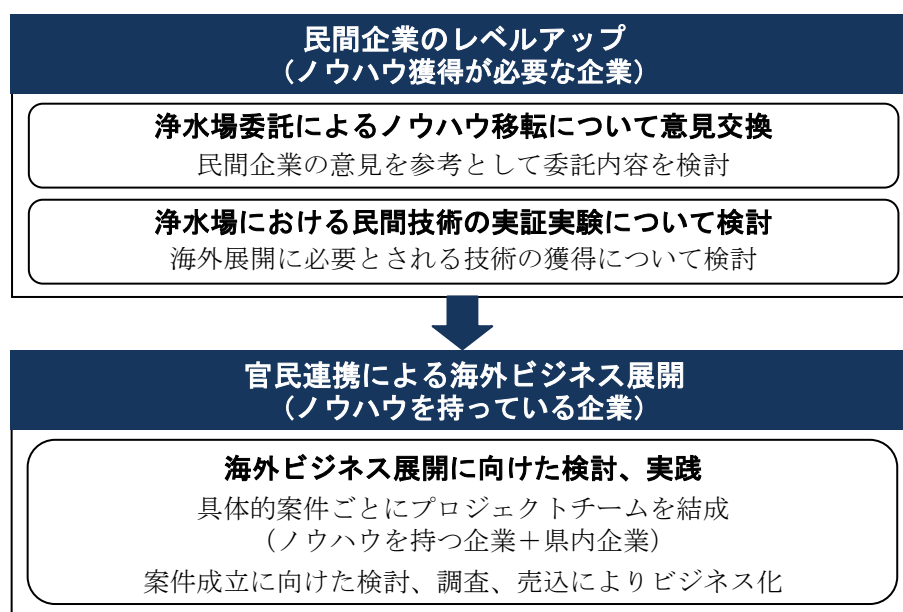 民間企業のレベルアップ
（ノウハウ獲得が必要な企業）
浄水場委託によるノウハウ移転について意見交換
民間企業の意見を参考として委託内容を検討
浄水場における民間技術の実証実験について検討
海外展開に必要とされる技術の獲得について検討
官民連携による海外ビジネス展開
（ノウハウを持っている企業）
海外ビジネス展開に向けた検討、実践
具体的案件ごとにプロジェクトチームを結成
（ノウハウを持つ企業＋県内企業）
案件成立に向けた検討、調査、売込によりビジネス化